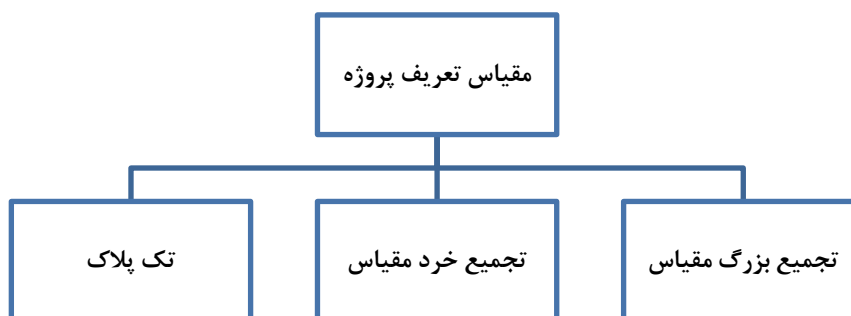 مقیاس تعریف پروژه
تجمیع بزرگ مقیاس
تجمیع خرد مقیاس
تک پلاک